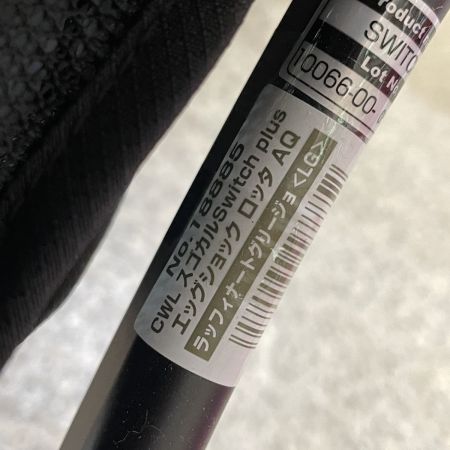 Product
SWITC
Lot No
10066-00-
No.18885
CWL スゴカルSwitch plus
エッグショック ロッタ AQ
ラッフィナートグリージョ<LG>